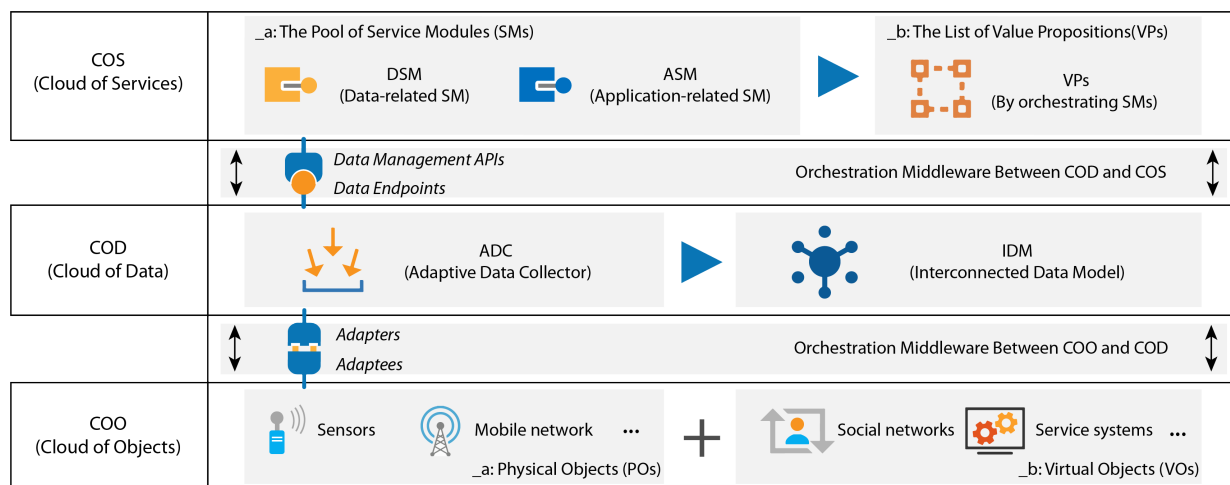 COS
(Cloud of Services)
_a: The Pool of Service Modules (SMs)
DSM
(Data-related SM)
ASM
(Application-related SM)
_b: The List of Value Propositions(VPs)
VPs
(By orchestrating SMs)
Data Management APIs
Data Endpoints
Orchestration Middleware Between COD and COS
COD
(Cloud of Data)
ADC
(Adaptive Data Collector)
IDM
(Interconnected Data Model)
Adapters
Adaptees
Orchestration Middleware Between COO and COD
COO
(Cloud of Objects)
Sensors
Mobile network ...
_a: Physical Objects (POs)
+
Social networks
Service systems ...
_b: Virtual Objects (VOs)